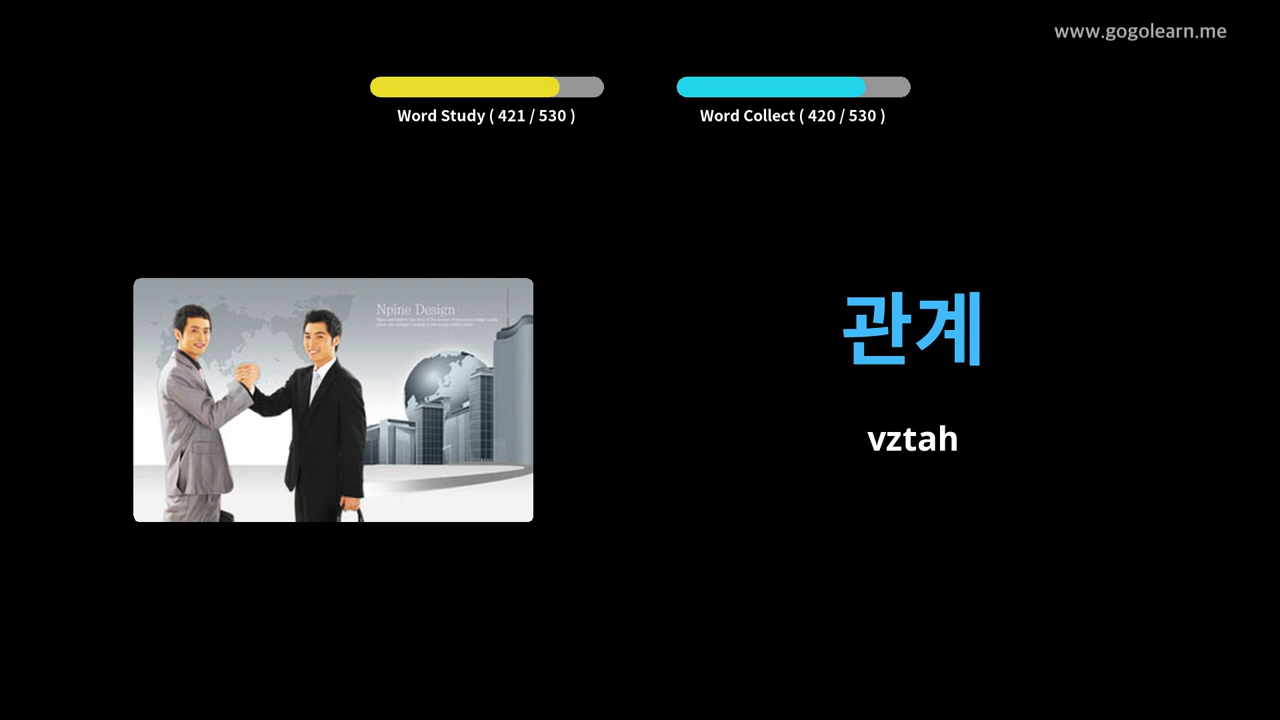 www.gogolearn.me
Word Study ( 421 / 530 )
Word Collect ( 420 / 530 )
Npine Design
관계
vztah